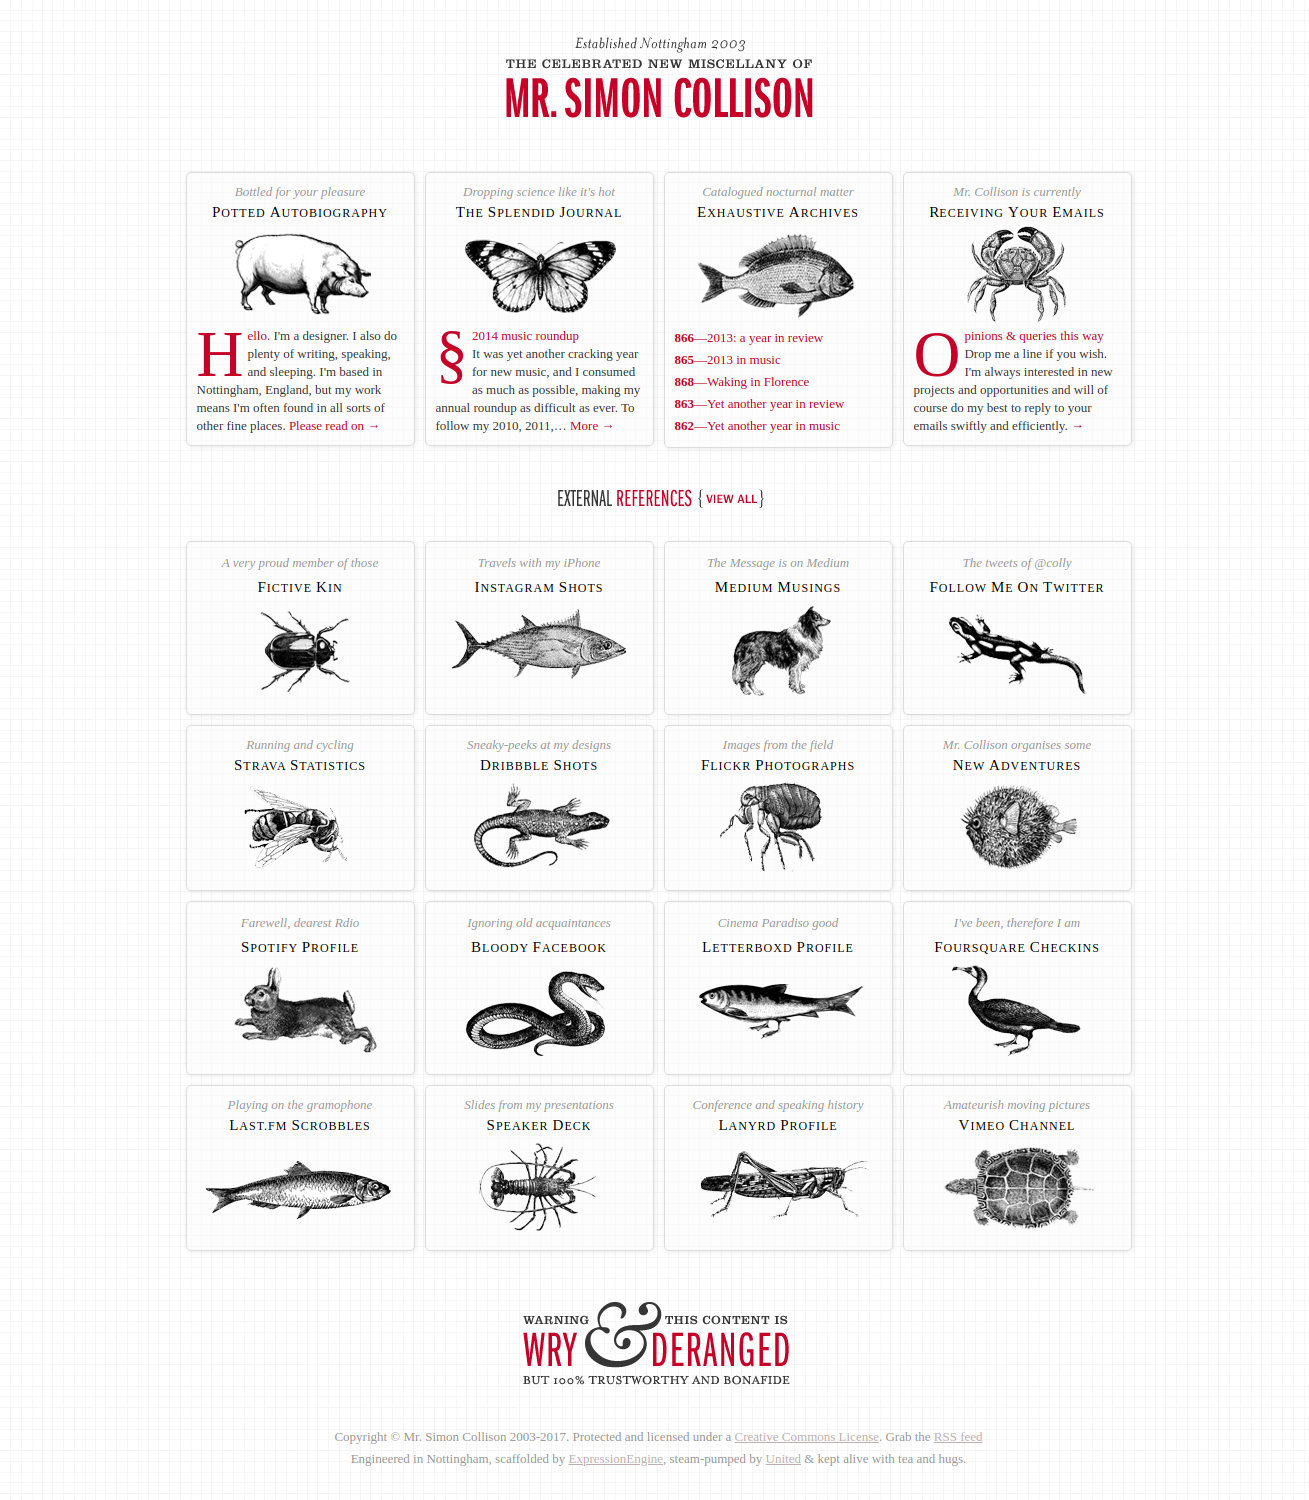 Established Nottingham 2003
THE CELEBRATED NEW MISCELLANY OF
MR. SIMON COLLISON
Bottled for your pleasure
POTTED AUTOBIOGRAPHY
Hello. I'm a designer. I also do
plenty of writing, speaking,
and sleeping. I'm based in
Nottingham, England, but my work
means I'm often found in all sorts of
other fine places. Please read on →
Dropping science like it's hot
THE SPLENDID JOURNAL
§ 2014 music roundup
It was yet another cracking year
for new music, and I consumed
as much as possible, making my
annual roundup as difficult as ever. To
follow my 2010, 2011,… More →
Catalogued nocturnal matter
EXHAUSTIVE ARCHIVES
866—2013: a year in review
865—2013 in music
868—Waking in Florence
863—Yet another year in review
862—Yet another year in music
Mr. Collison is currently
RECEIVING YOUR EMAILS
Opinions & queries this way
Drop me a line if you wish.
I'm always interested in new
projects and opportunities and will of
course do my best to reply to your
emails swiftly and efficiently. →
EXTERNAL REFERENCES {VIEW ALL}
A very proud member of those
FICTIVE KIN
Travels with my iPhone
INSTAGRAM SHOTS
The Message is on Medium
MEDIUM MUSINGS
The tweets of @colly
FOLLOW ME ON TWITTER
Running and cycling
STRAVA STATISTICS
Sneaky-peeks at my designs
DRIBBBLE SHOTS
Images from the field
FLICKR PHOTOGRAPHS
Mr. Collison organises some
NEW ADVENTURES
Farewell, dearest Rdio
SPOTIFY PROFILE
Ignoring old acquaintances
BLOODY FACEBOOK
Cinema Paradiso good
LETTERBOXD PROFILE
I've been, therefore I am
FOURSQUARE CHECKINS
Playing on the gramophone
LAST.FM SCROBBLES
Slides from my presentations
SPEAKER DECK
Conference and speaking history
LANYRD PROFILE
Amateurish moving pictures
VIMEO CHANNEL
WARNING & THIS CONTENT IS
WRY & DERANGED
BUT 100% TRUSTWORTHY AND BONAFIDE
Copyright © Mr. Simon Collison 2003-2017. Protected and licensed under a Creative Commons License. Grab the RSS feed
Engineered in Nottingham, scaffolded by ExpressionEngine, steam-pumped by United & kept alive with tea and hugs.